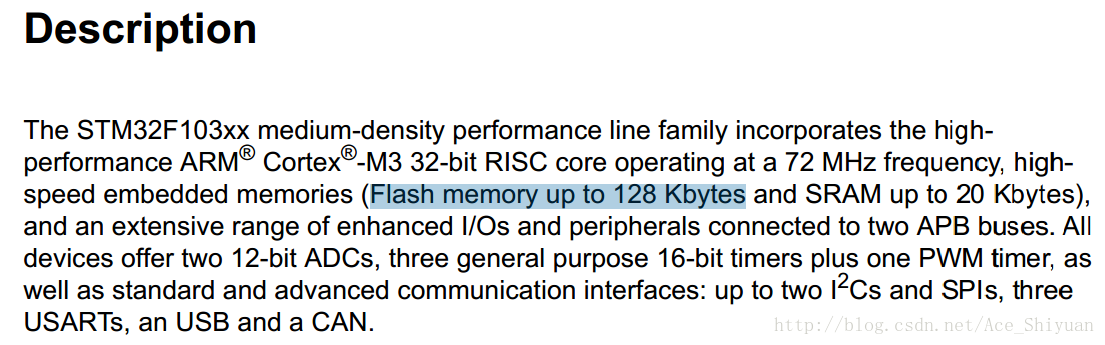 Description
The STM32F103xx medium-density performance line family incorporates the high-
performance ARM® Cortex®-M3 32-bit RISC core operating at a 72 MHz frequency, high-
speed embedded memories (Flash memory up to 128 Kbytes and SRAM up to 20 Kbytes),
and an extensive range of enhanced I/Os and peripherals connected to two APB buses. All
devices offer two 12-bit ADCs, three general purpose 16-bit timers plus one PWM timer, as
well as standard and advanced communication interfaces: up to two I²Cs and SPIs, three
USARTs, an USB and a CAN.
http://blog.csdn.net/Ace_Shiyuan